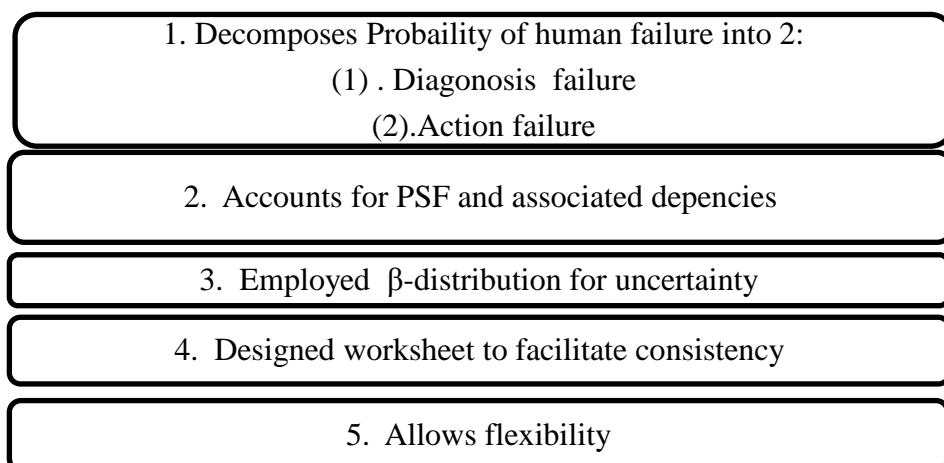 1. Decomposes Probaility of human failure into 2:
(1) . Diagonosis failure
(2).Action failure
2. Accounts for PSF and associated depencies
3. Employed β-distribution for uncertainty
4. Designed worksheet to facilitate consistency
5. Allows flexibility